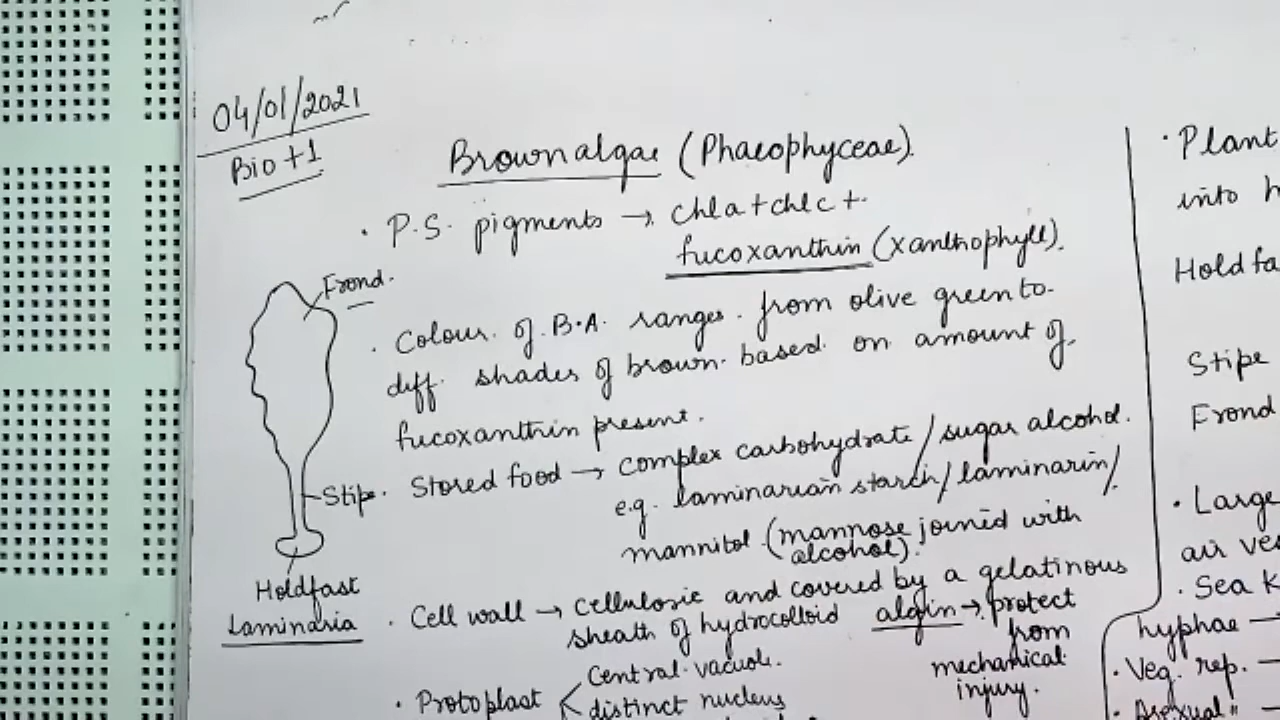 04/01/2021
Bio +1
Brown algae (Phaeophyceae).
· P.S. pigments → chl a + chl c +
fucoxanthin (xanthophyll).
Frond.
· Colour of B.A. ranges from olive green to
diff. shades of brown based on amount of
fucoxanthin present.
Stipe
· Stored food → complex carbohydrate / sugar alcohol.
e.g. laminarian starch / laminarin /
mannitol (mannose joined with
alcohol).
Holdfast
Laminaria
· Cell wall → cellulosic and covered by a gelatinous
sheath of hydrocolloid algin → protect
from
mechanical
injury.
· Protoplast
Central vacuole.
distinct nucleus
· Plant
into
Hold fa
Stipe
Frond
· Large
air ves
· Sea K
hyphae —
· Veg. rep. —
· Asexual " —